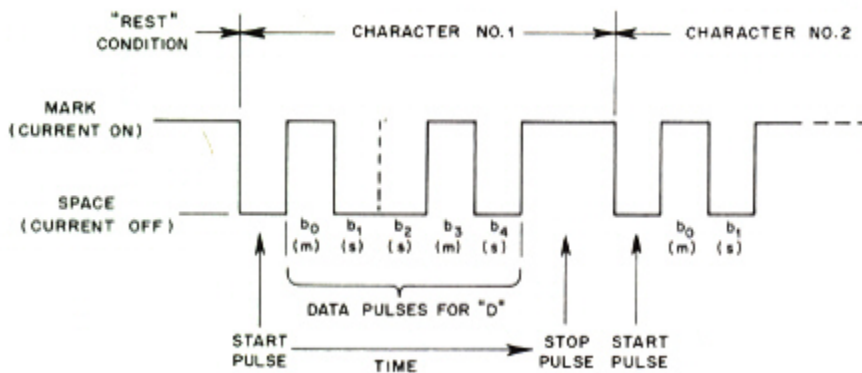 "REST"
CONDITION
CHARACTER NO.1
CHARACTER NO.2
MARK
(CURRENT ON)
SPACE
(CURRENT OFF)
b0 b1 b2 b3 b4 b0 b1
(m) (s) (s) (m) (s) (m) (s)
DATA PULSES FOR "D"
START
PULSE
TIME
STOP
PULSE
START
PULSE